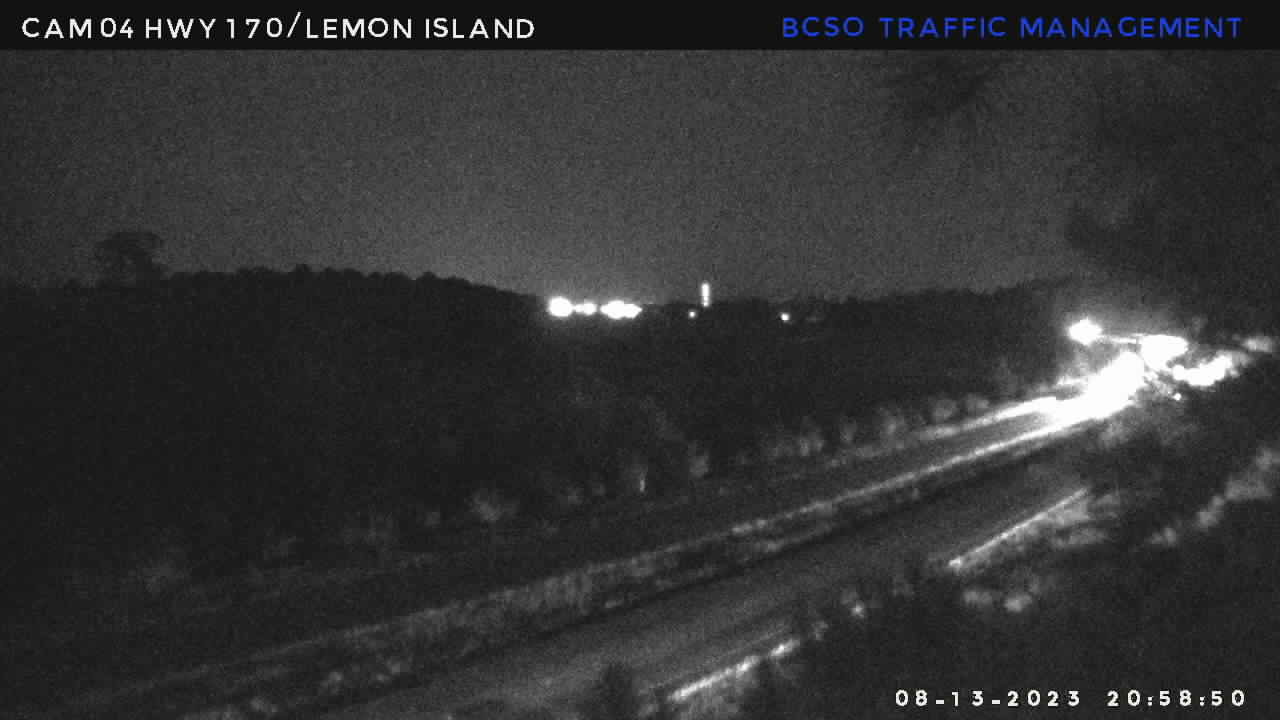 CAM 04 HWY 170/LEMON ISLAND
BCSO TRAFFIC MANAGEMENT
08-13-2023 20:58:50